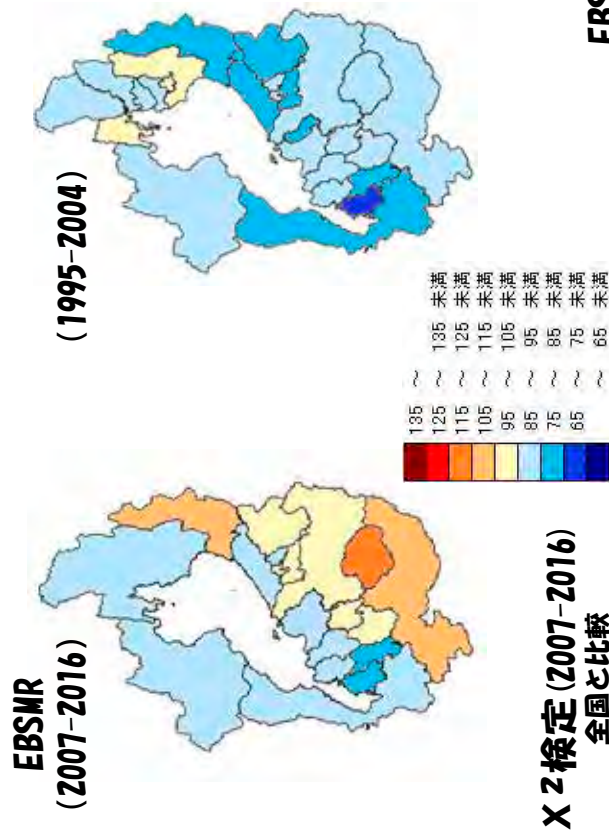 EBSMR
(2007-2016)
(1995-2004)
135 ～
125 ～ 135 未満
115 ～ 125 未満
105 ～ 115 未満
95 ～ 105 未満
85 ～ 95 未満
75 ～ 85 未満
65 ～ 75 未満
～ 65 未満
X²検定(2007-2016)
全国と比較